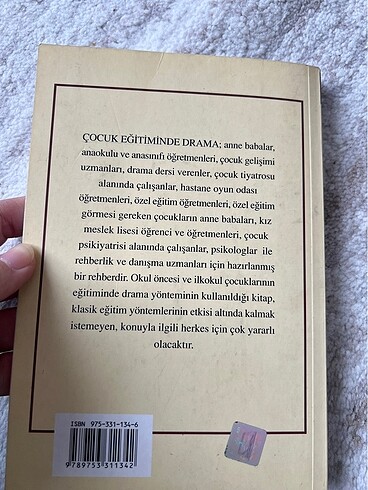 ÇOCUK EĞİTİMİNDE DRAMA; anne babalar,
anaokulu ve anasınıfı öğretmenleri, çocuk gelişimi
uzmanları, drama dersi verenler, çocuk tiyatrosu
alanında çalışanlar, hastane oyun odası
öğretmenleri, özel eğitim öğretmenleri, özel eğitim
görmesi gereken çocukların anne babaları, kız
meslek lisesi öğrenci ve öğretmenleri, çocuk
psikiyatrisi alanında çalışanlar, psikologlar ile
rehberlik ve danışma uzmanları için hazırlanmış
bir rehberdir. Okul öncesi ve ilkokul çocuklarının
eğitiminde drama yönteminin kullanıldığı kitap,
klasik eğitim yöntemlerinin etkisi altında kalmak
istemeyen, konuyla ilgili herkes için çok yararlı
olacaktır.
ISBN 975-331-134-6
9789753311342